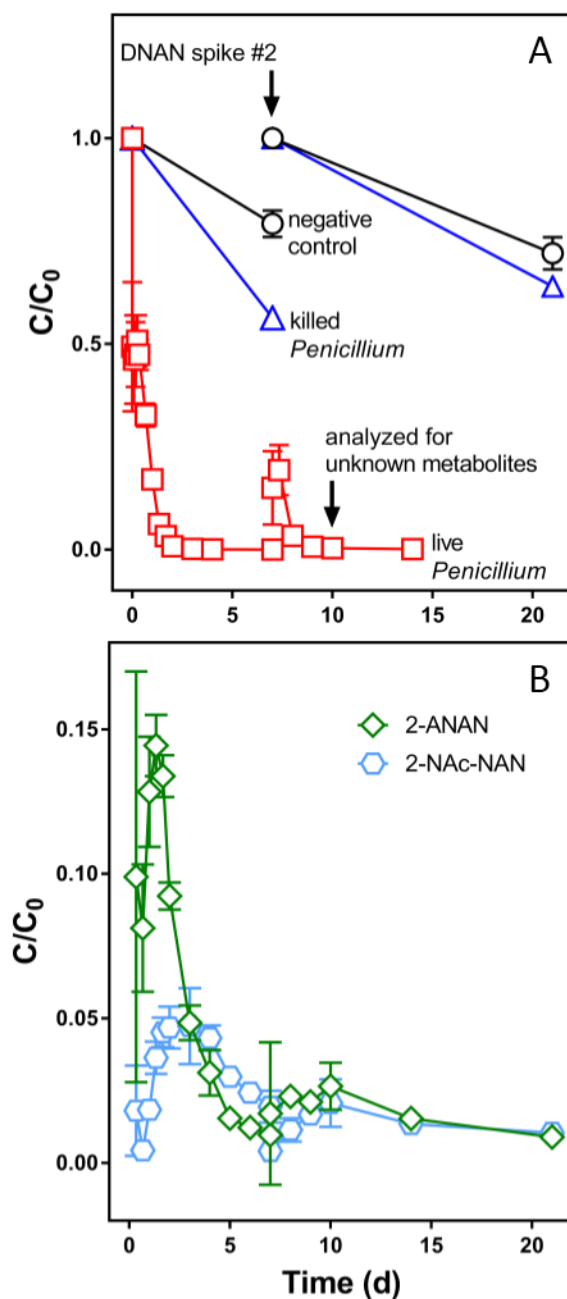 A
DNAN spike #2
1.0
negative
control
C/C0
killed
Penicillium
0.5
analyzed for
unknown metabolites
live
Penicillium
0.0
0 5 10 15 20
B
2-ANAN
2-NAc-NAN
0.15
0.10
C/C0
0.05
0.00
0 5 10 15 20
Time (d)